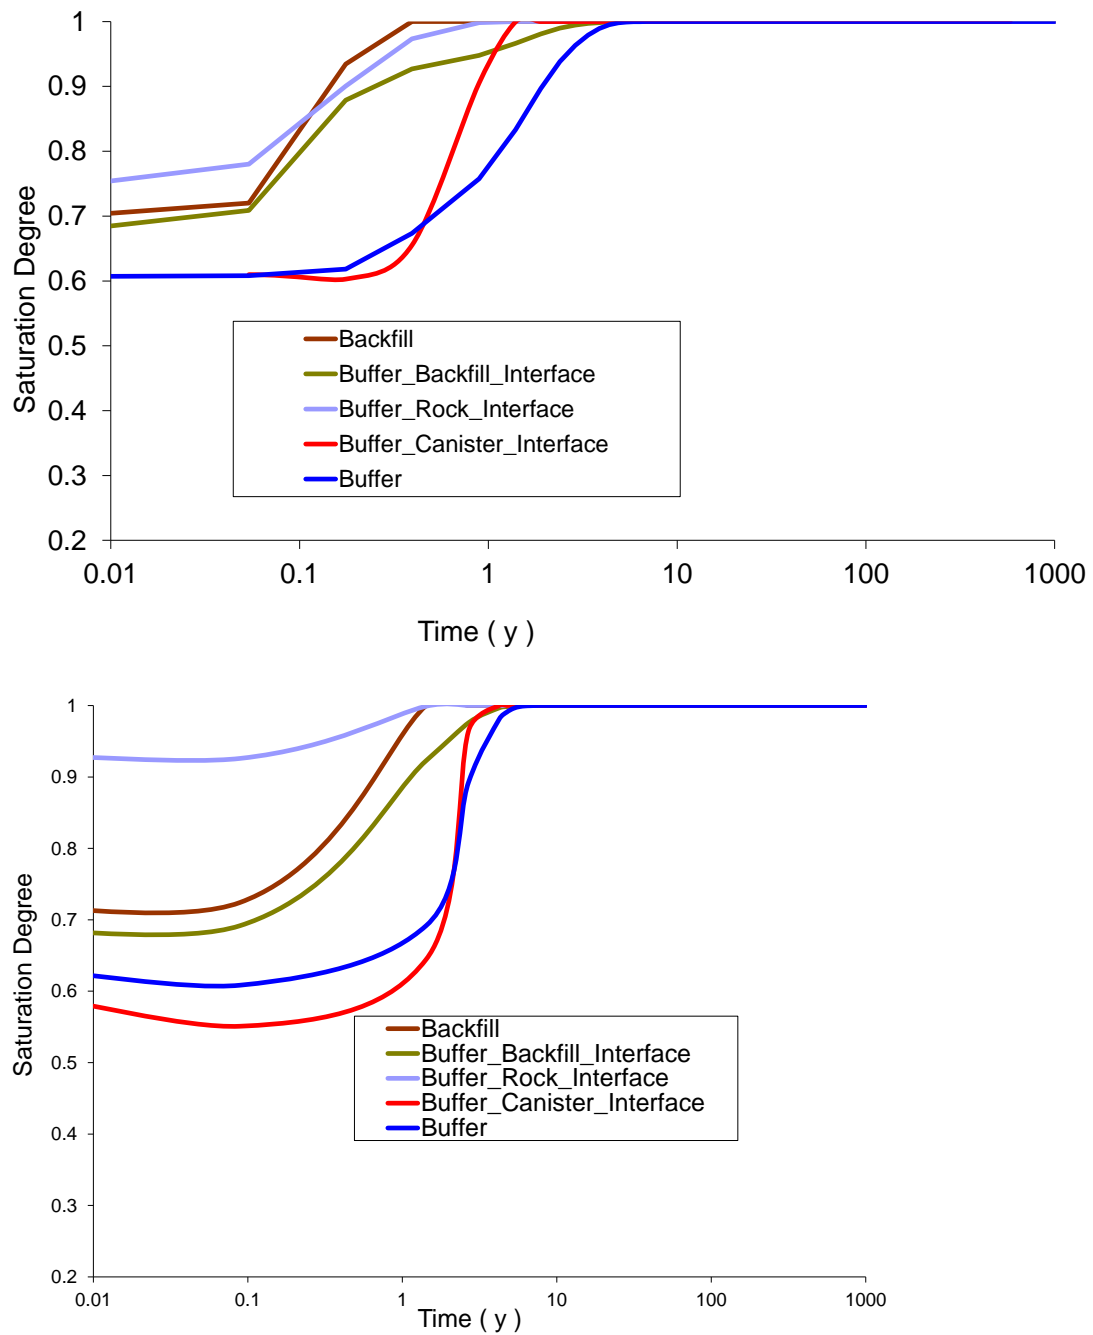 1
0.9
0.8
0.7
0.6
0.5
0.4
0.3
0.2
Saturation Degree
Backfill
Buffer_Backfill_Interface
Buffer_Rock_Interface
Buffer_Canister_Interface
Buffer
0.01 0.1 1 10 100 1000
Time ( y )
1
0.9
0.8
0.7
0.6
0.5
0.4
0.3
0.2
Saturation Degree
Backfill
Buffer_Backfill_Interface
Buffer_Rock_Interface
Buffer_Canister_Interface
Buffer
0.01 0.1 1 10 100 1000
Time ( y )